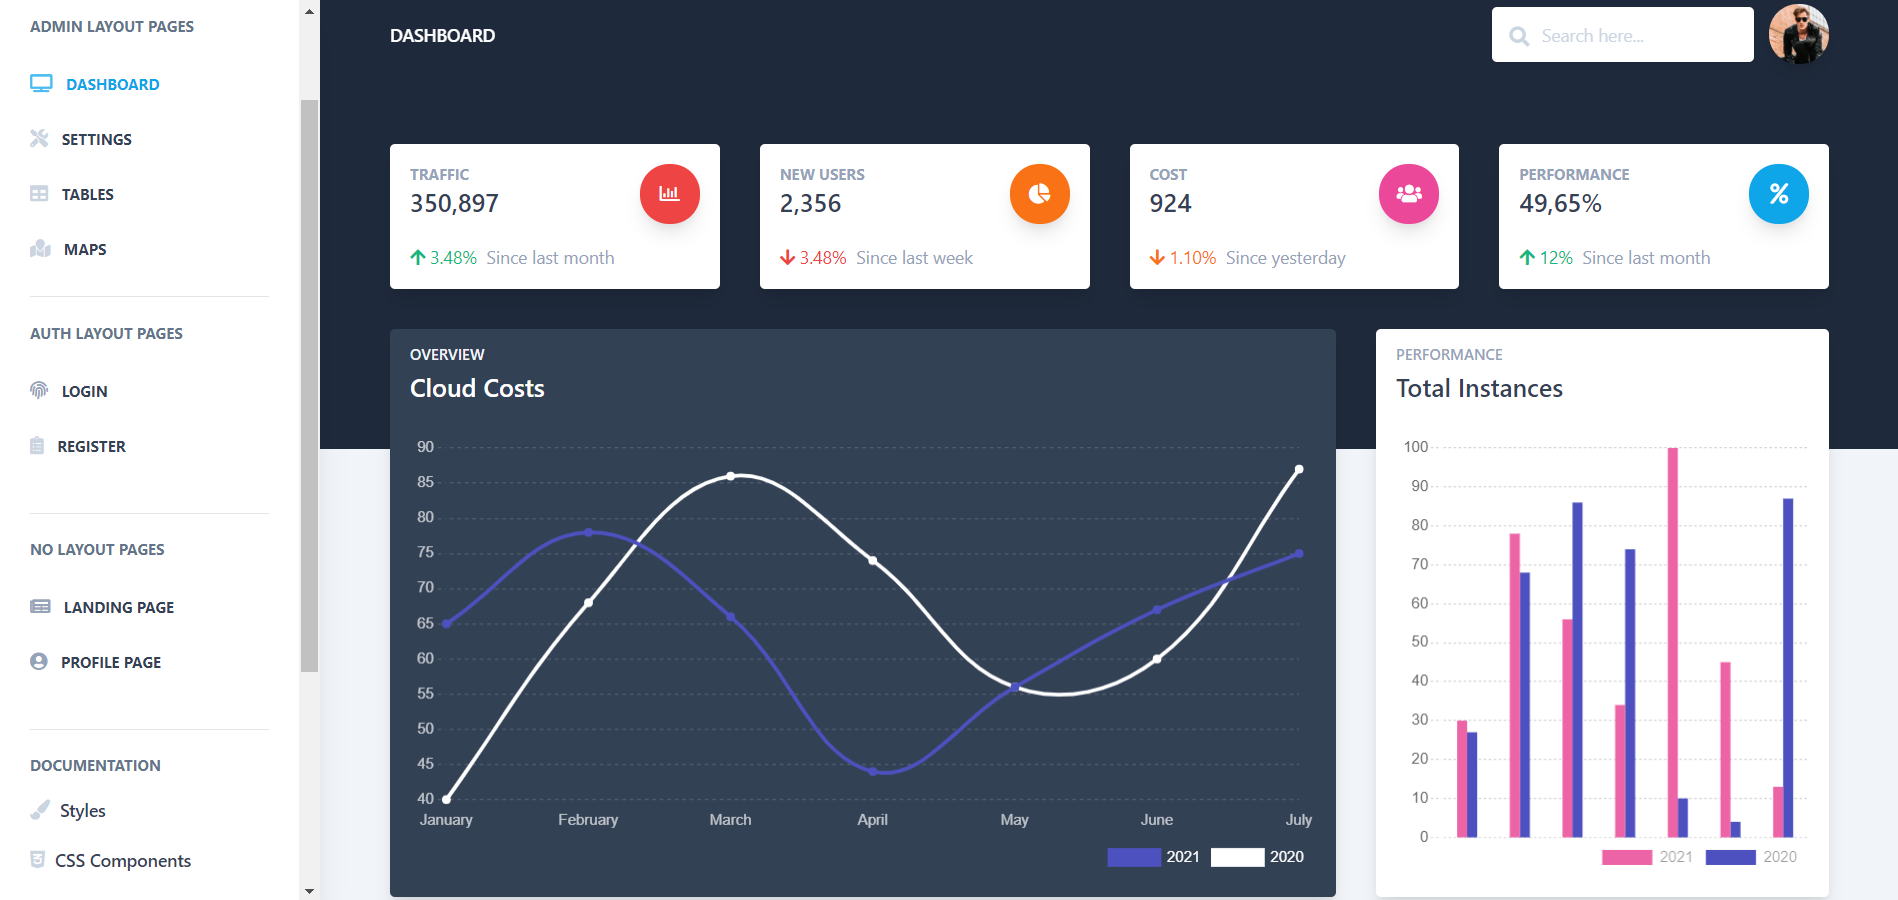 ADMIN LAYOUT PAGES
DASHBOARD
SETTINGS
TABLES
MAPS
AUTH LAYOUT PAGES
LOGIN
REGISTER
NO LAYOUT PAGES
LANDING PAGE
PROFILE PAGE
DOCUMENTATION
Styles
CSS Components
DASHBOARD
Search here...
TRAFFIC
350,897
3.48% Since last month
NEW USERS
2,356
3.48% Since last week
COST
924
1.10% Since yesterday
PERFORMANCE
49,65%
12% Since last month
OVERVIEW
Cloud Costs
90
85
80
75
70
65
60
55
50
45
40
January February March April May June July
2021 2020
PERFORMANCE
Total Instances
100
90
80
70
60
50
40
30
20
10
0
2021 2020